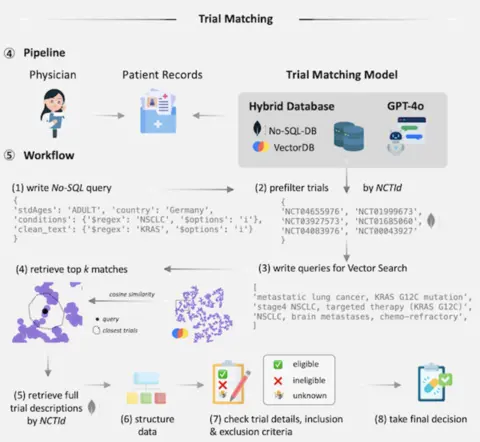 Trial Matching
④ Pipeline
Physician
Patient Records
Trial Matching Model
Hybrid Database
GPT-4o
No-SQL-DB
VectorDB
⑤ Workflow
(1) write No-SQL query
{
'stdAges': 'ADULT', 'country': 'Germany',
'conditions': {'$regex': 'NSCLC', '$options': 'i'},
'clean_text': {'$regex': 'KRAS', '$options': 'i'}
}
(2) prefilter trials
by NCTId
{
'NCT04655976', 'NCT01999673',
'NCT03927573', 'NCT01685060',
'NCT04083976', 'NCT00043927'
}
(3) write queries for Vector Search
[
'metastatic lung cancer, KRAS G12C mutation',
'stage4 NSCLC, targeted therapy (KRAS G12C)',
'NSCLC, brain metastases, chemo-refractory',
]
(4) retrieve top k matches
cosine similarity
query
closest trials
(5) retrieve full
trial descriptions
by NCTId
(6) structure
data
eligible
ineligible
unknown
(7) check trial details, inclusion
& exclusion criteria
(8) take final decision